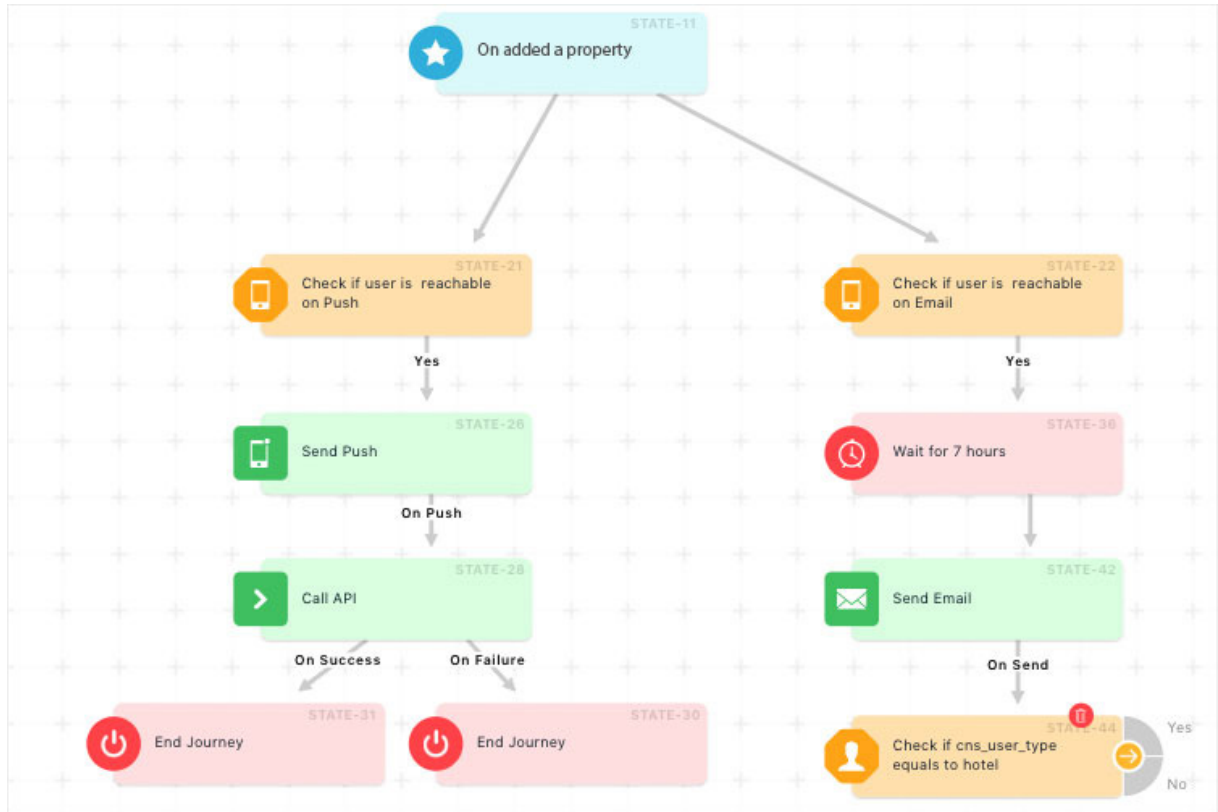 STATE-11
On added a property
STATE-21
Check if user is reachable
on Push
STATE-22
Check if user is reachable
on Email
Yes
Yes
STATE-26
Send Push
STATE-36
Wait for 7 hours
On Push
STATE-28
Call API
STATE-42
Send Email
On Success
On Failure
On Send
STATE-31
End Journey
STATE-30
End Journey
STATE-44
Check if cns_user_type
equals to hotel
Yes
No